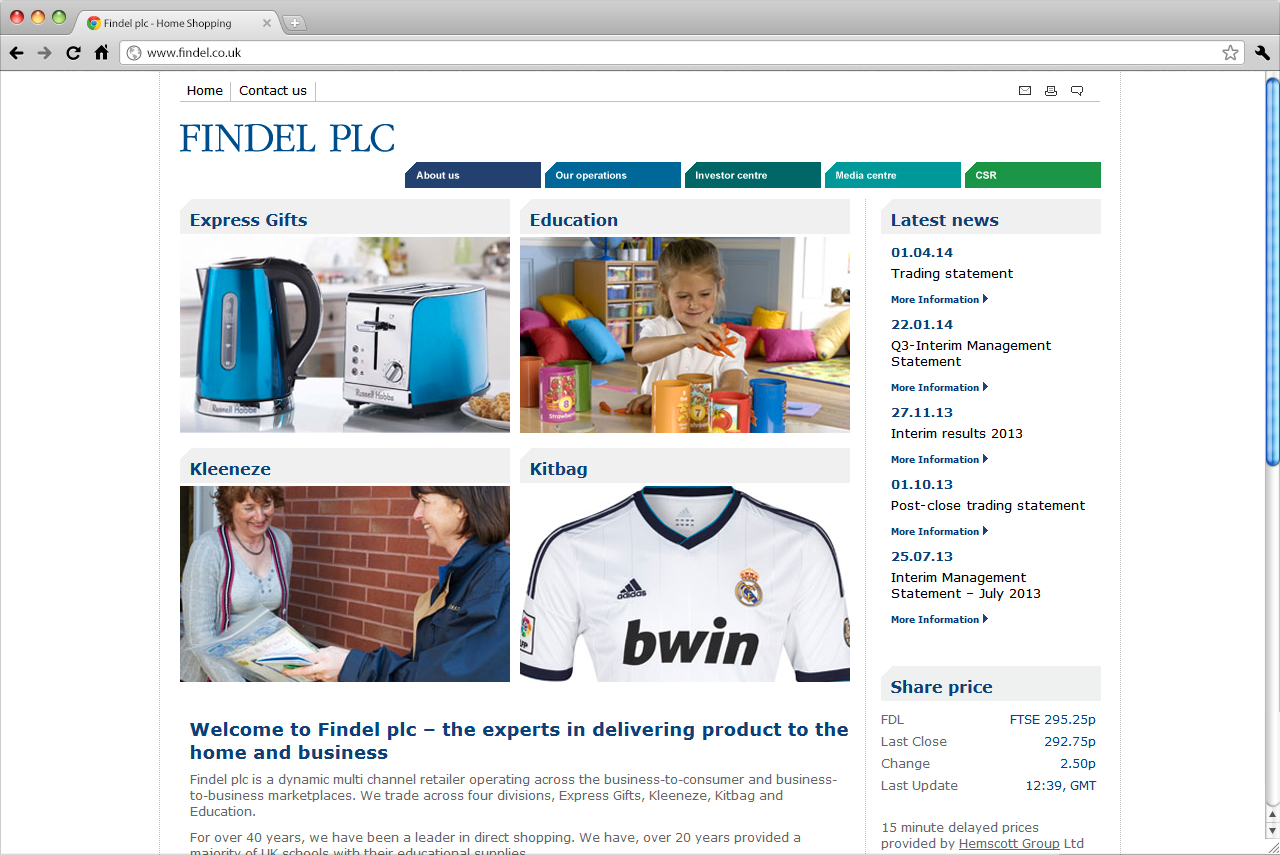 Findel plc - Home Shopping
www.findel.co.uk
Home
Contact us
FINDEL PLC
About us
Our operations
Investor centre
Media centre
CSR
Express Gifts
Russell Hobbs
Russell Hobbs
Education
8
Strawberries
7
Kleeneze
Kitbag
adidas
bwin
Welcome to Findel plc – the experts in delivering product to the
home and business
Findel plc is a dynamic multi channel retailer operating across the business-to-consumer and business-
to-business marketplaces. We trade across four divisions, Express Gifts, Kleeneze, Kitbag and
Education.
For over 40 years, we have been a leader in direct shopping. We have, over 20 years provided a
majority of UK schools with their educational supplies.
Latest news
01.04.14
Trading statement
More Information
22.01.14
Q3-Interim Management
Statement
More Information
27.11.13
Interim results 2013
More Information
01.10.13
Post-close trading statement
More Information
25.07.13
Interim Management
Statement – July 2013
More Information
Share price
FDL FTSE 295.25p
Last Close 292.75p
Change 2.50p
Last Update 12:39, GMT
15 minute delayed prices
provided by Hemscott Group Ltd